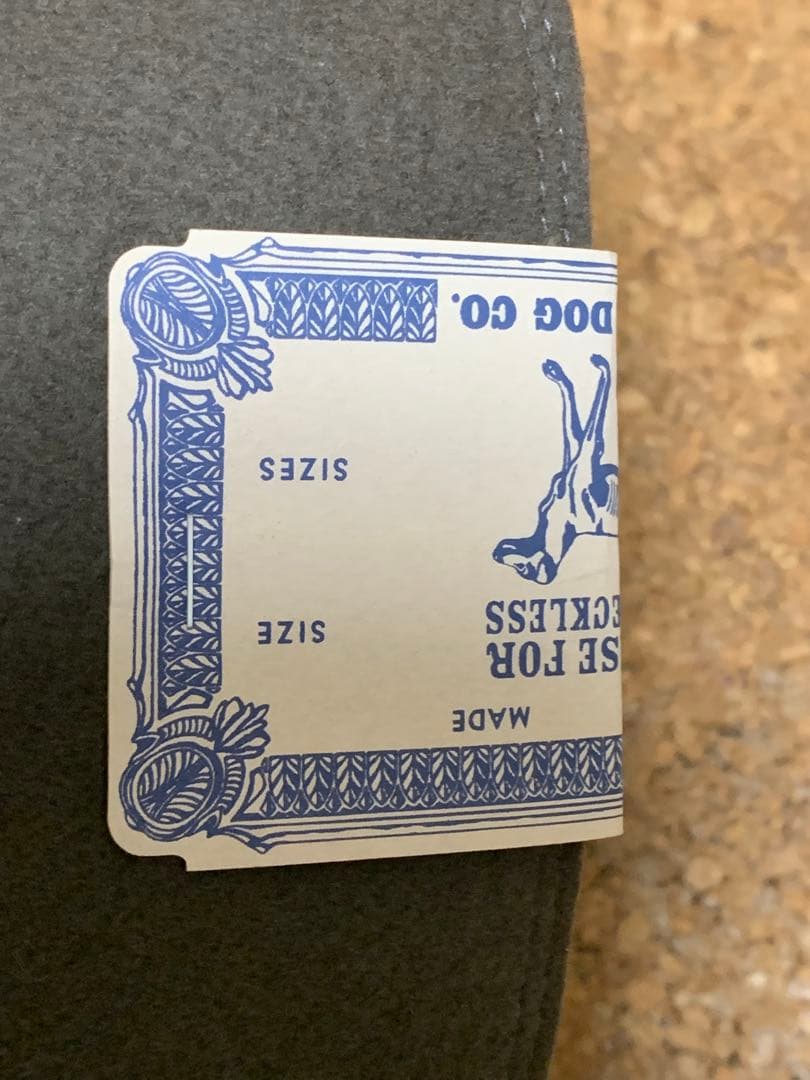 MADE
SE FOR
ECKLESS
SIZE
SIZES
DOG CO.